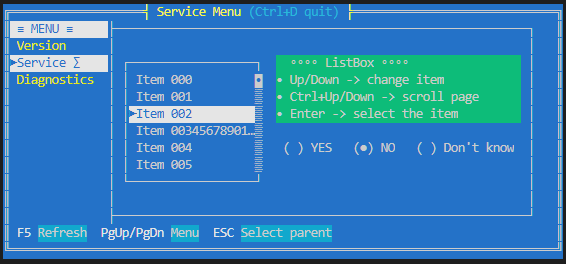 Service Menu (Ctrl+D quit)
≡ MENU ≡
Version
►Service ∑
Diagnostics
Item 000
Item 001
►Item 002
Item 00345678901…
Item 004
Item 005
°°°° ListBox °°°°
• Up/Down -> change item
• Ctrl+Up/Down -> scroll page
• Enter -> select the item
( ) YES (●) NO ( ) Don't know
F5 Refresh PgUp/PgDn Menu ESC Select parent